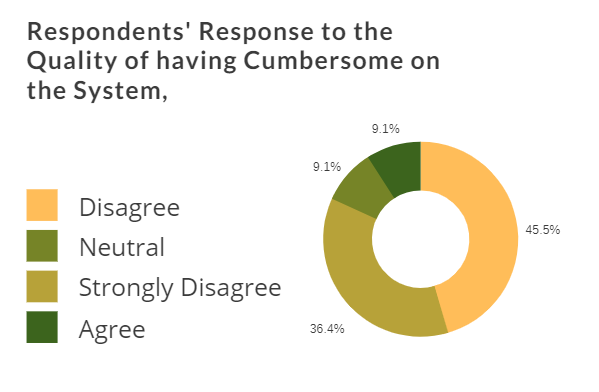 Respondents' Response to the
Quality of having Cumbersome on
the System,
9.1%
9.1%
Disagree
45.5%
Neutral
Strongly Disagree
Agree
36.4%